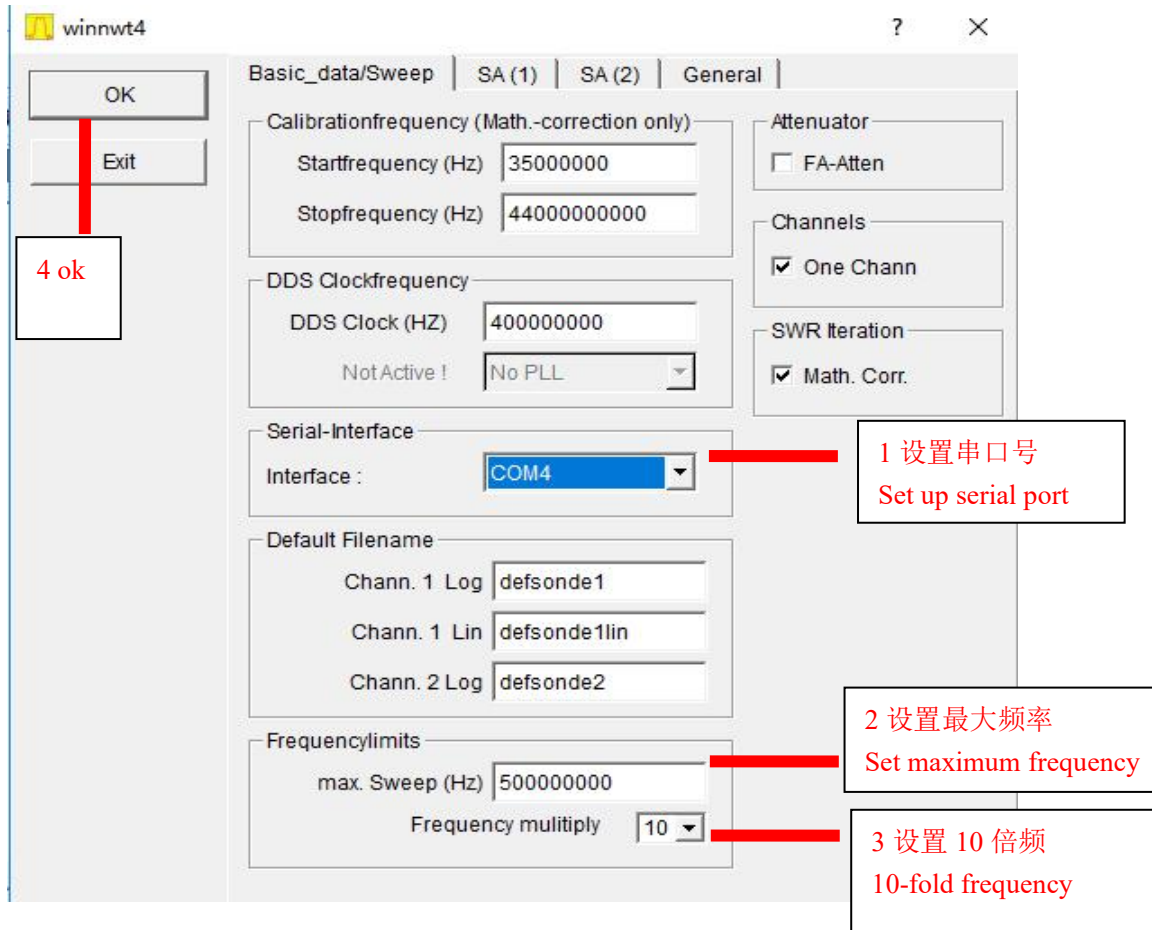 winnwt4
?
OK
Exit
4 ok
Basic_data/Sweep
SA (1)
SA (2)
General
Calibrationfrequency (Math.-correction only)
Startfrequency (Hz) 35000000
Stopfrequency (Hz) 44000000000
Attenuator
FA-Atten
Channels
One Chann
DDS Clockfrequency
DDS Clock (HZ) 400000000
Not Active ! No PLL
SWR Iteration
Math. Corr.
Serial-Interface
Interface : COM4
1 设置串口号
Set up serial port
Default Filename
Chann. 1 Log defsonde1
Chann. 1 Lin defsonde1lin
Chann. 2 Log defsonde2
Frequencylimits
max. Sweep (Hz) 500000000
Frequency mulitiply 10
2 设置最大频率
Set maximum frequency
3 设置 10 倍频
10-fold frequency